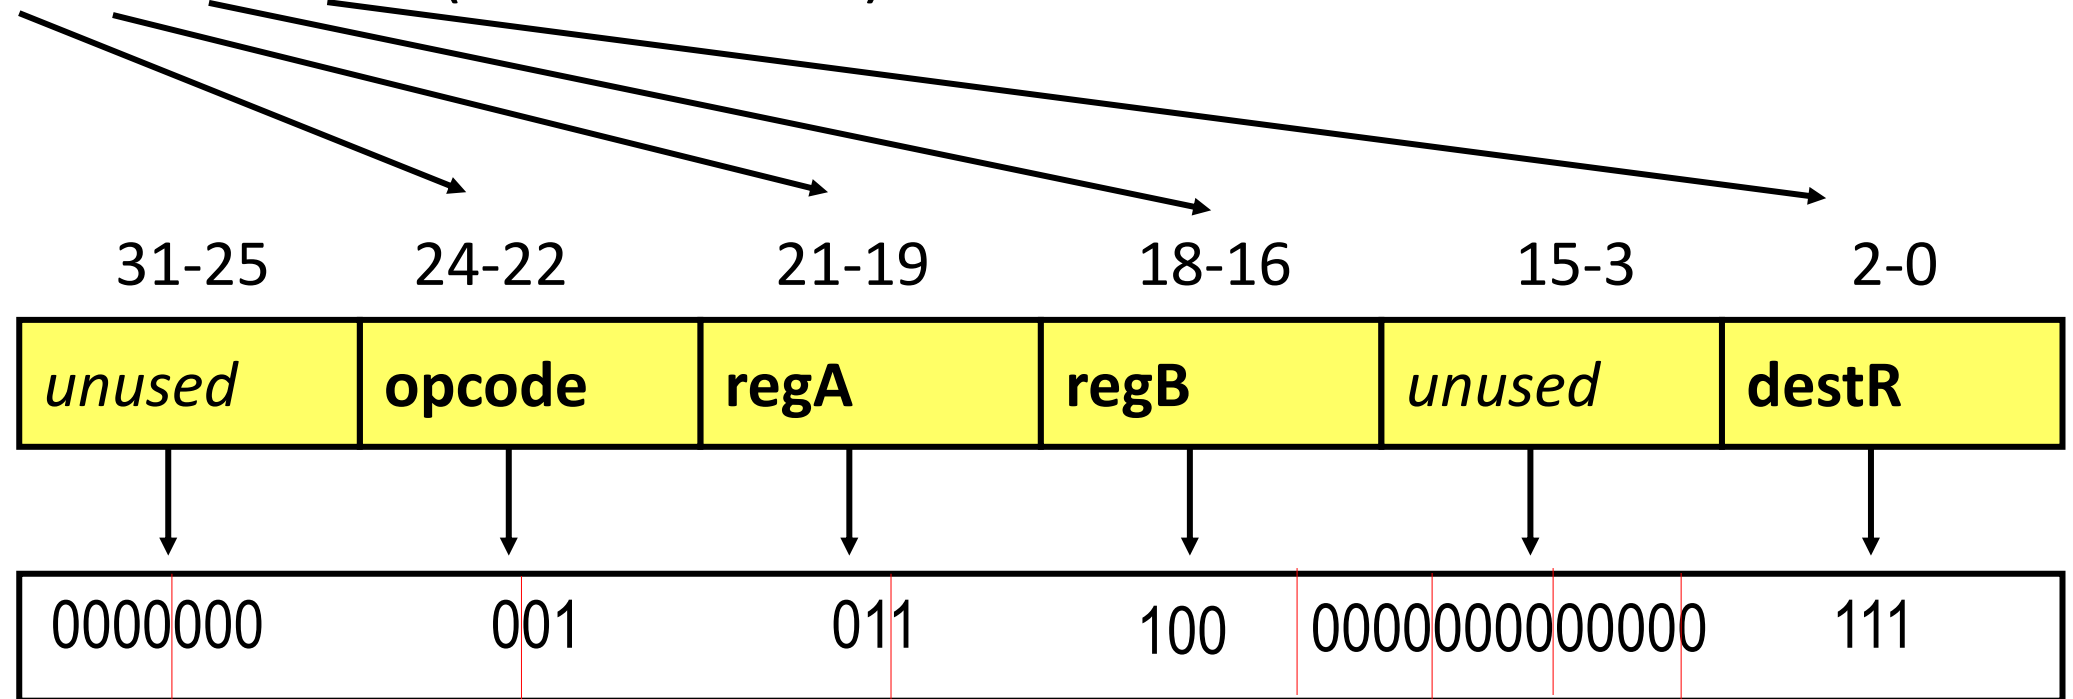 31-25 24-22 21-19 18-16 15-3 2-0
unused opcode regA regB unused destR
0000000 001 011 100 0000000000000 111